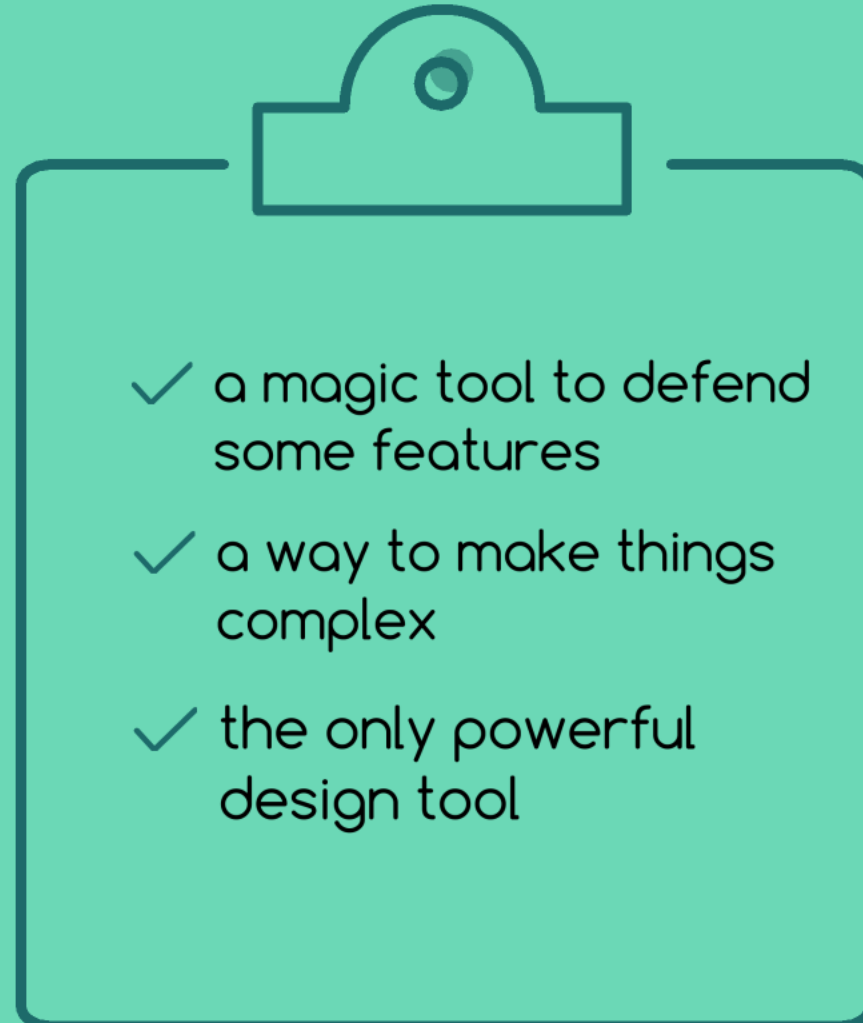 a magic tool to defend
some features
a way to make things
complex
the only powerful
design tool